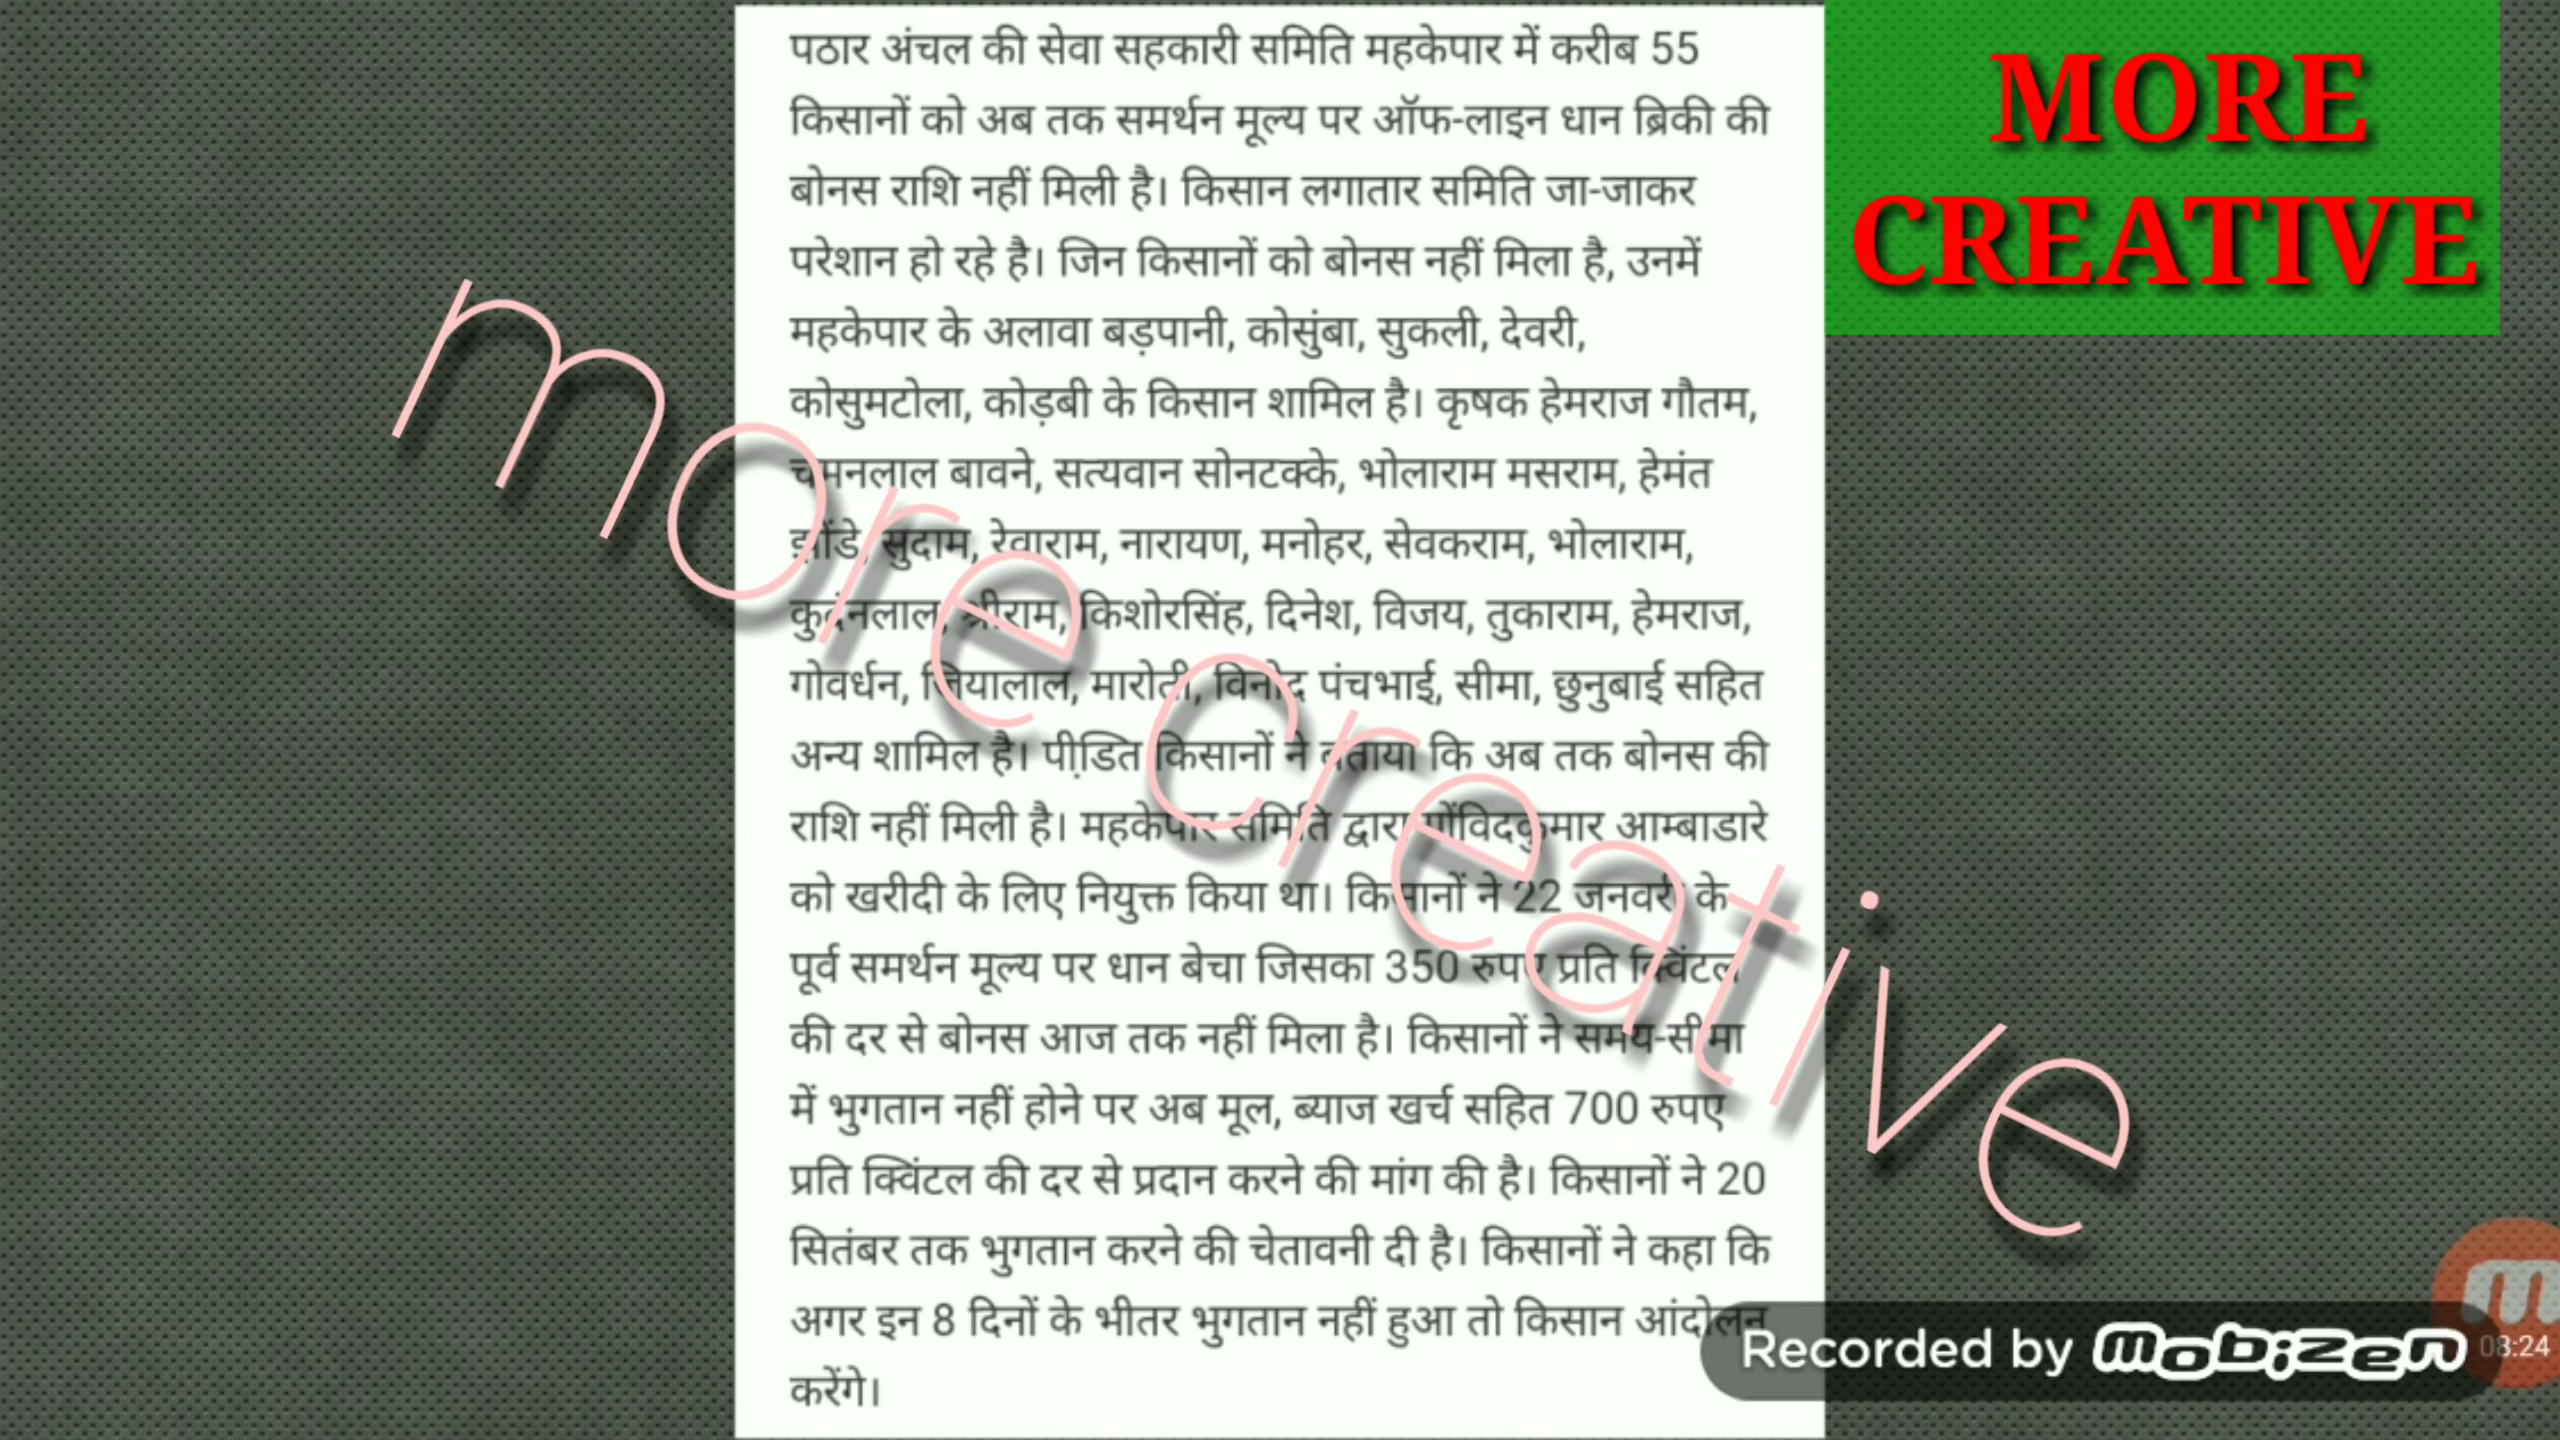 पठार अंचल की सेवा सहकारी समिति महकेपार में करीब 55
किसानों को अब तक समर्थन मूल्य पर ऑफ-लाइन धान ब्रिकी की
बोनस राशि नहीं मिली है। किसान लगातार समिति जा-जाकर
परेशान हो रहे है। जिन किसानों को बोनस नहीं मिला है, उनमें
महकेपार के अलावा बड़पानी, कोसुंबा, सुकली, देवरी,
कोसुमटोला, कोड़बी के किसान शामिल है। कृषक हेमराज गौतम,
चमनलाल बावने, सत्यवान सोनटक्के, भोलाराम मसराम, हेमंत
झोंडे, सुदाम, रेवाराम, नारायण, मनोहर, सेवकराम, भोलाराम,
कुदंनलाल, श्रीराम, किशोरसिंह, दिनेश, विजय, तुकाराम, हेमराज,
गोवर्धन, मारोती, विनोद पंचभाई, सीमा, छुनुबाई सहित
अन्य शामिल है। पीडि़त किसानों ने बताया कि अब तक बोनस की
राशि नहीं मिली है। महकेपार समिति द्वारा गोंविदकुमार आम्बाडारे
को खरीदी के लिए नियुक्त किया था। किसानों ने 22 जनवरी के
पूर्व समर्थन मूल्य पर धान बेचा जिसका 350 रुपए प्रति क्विंटल
की दर से बोनस आज तक नहीं मिला है। किसानों ने समय-सीमा
में भुगतान नहीं होने पर अब मूल, ब्याज खर्च सहित 700 रुपए
प्रति क्विंटल की दर से प्रदान करने की मांग की है। किसानों ने 20
सितंबर तक भुगतान करने की चेतावनी दी है। किसानों ने कहा कि
अगर इन 8 दिनों के भीतर भुगतान नहीं हुआ तो किसान आंदोलन
करेंगे।
MORE
CREATIVE
more creative
Recorded by mobizen
03:24